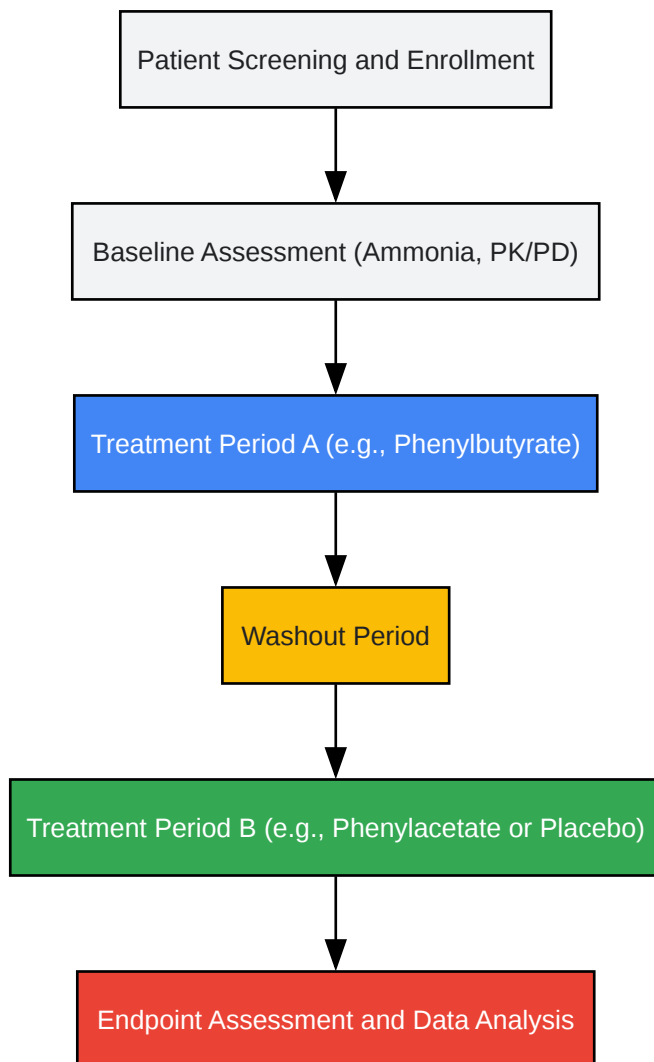 Patient Screening and Enrollment
Baseline Assessment (Ammonia, PK/PD)
Treatment Period A (e.g., Phenylbutyrate)
Washout Period
Treatment Period B (e.g., Phenylacetate or Placebo)
Endpoint Assessment and Data Analysis